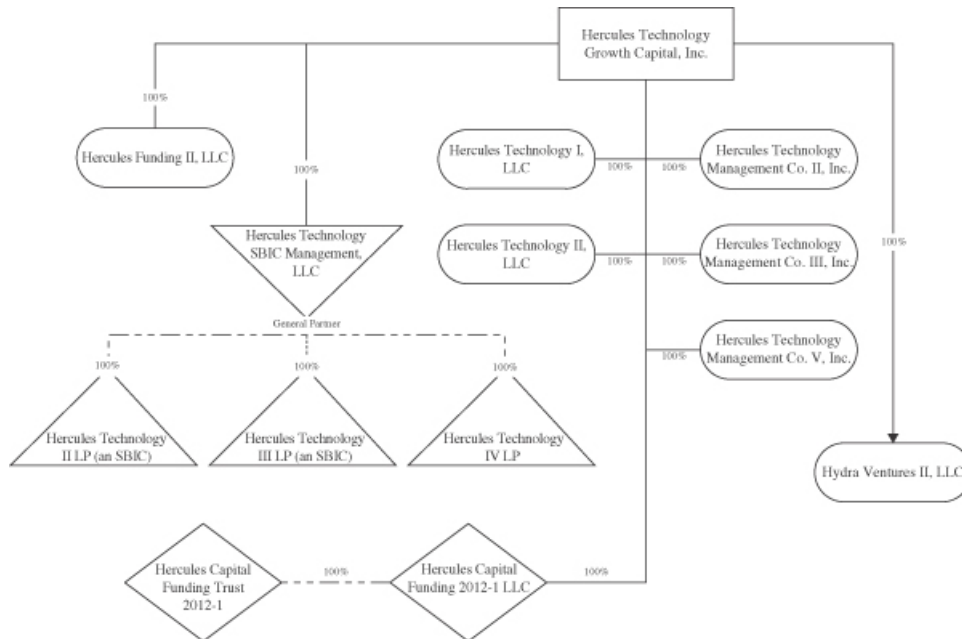 Hercules Technology
Growth Capital, Inc.
100%
Hercules Funding II, LLC
100%
Hercules Technology
SBIC Management,
LLC
General Partner
100%
100%
100%
Hercules Technology
II LP (an SBIC)
Hercules Technology
III LP (an SBIC)
Hercules Technology
IV LP
Hercules Technology I,
LLC
100%
100%
Hercules Technology
Management Co. II, Inc.
Hercules Technology II,
LLC
100%
100%
Hercules Technology
Management Co. III, Inc.
100%
Hercules Technology
Management Co. V, Inc.
100%
Hydra Ventures II, LLC
Hercules Capital
Funding Trust
2012-1
100%
Hercules Capital
Funding 2012-1 LLC
100%